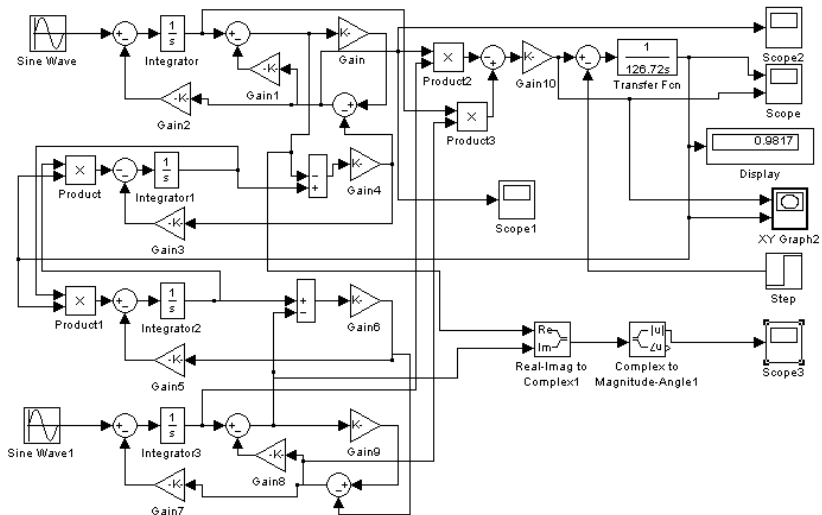 Sine Wave
1
s
Integrator
-K-
Gain1
K-
Gain
-K-
Gain2
×
Product2
×
Product3
K-
Gain10
1
126.72s
Transfer Fcn
Scope2
Scope
0.9817
Display
XY Graph2
Step
×
Product
1
s
Integrator1
-K-
Gain3
K-
Gain4
Scope1
×
Product1
1
s
Integrator2
-K-
Gain5
K-
Gain6
Re
Im
Real-Imag to
Complex1
|u|
∠u
Complex to
Magnitude-Angle1
Scope3
Sine Wave1
1
s
Integrator3
-K-
Gain7
-K-
Gain8
K-
Gain9